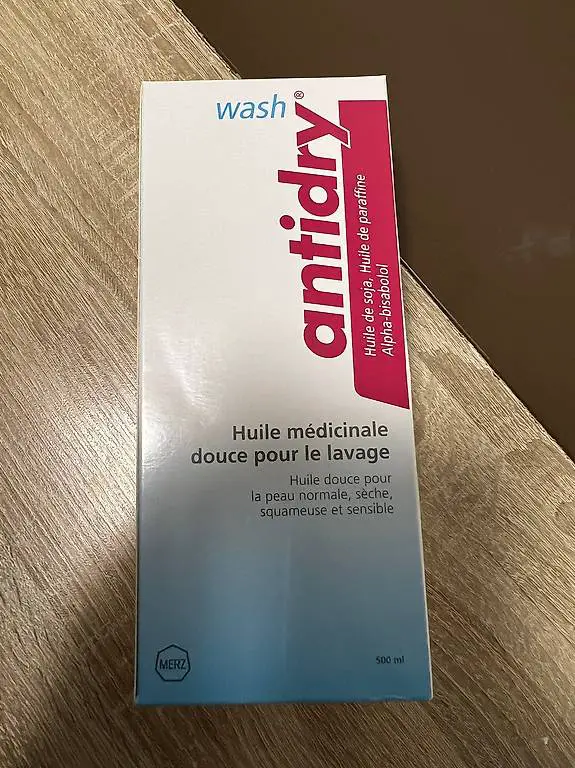 wash
antidry®
Huile de soja, Huile de paraffine
Alpha-bisabolol
Huile médicinale
douce pour le lavage
Huile douce pour
la peau normale, sèche,
squameuse et sensible
MERZ
500 ml